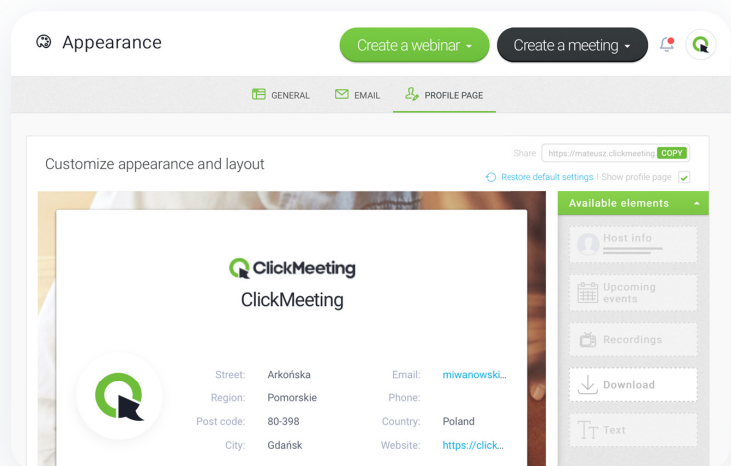 Appearance
Create a webinar
Create a meeting
GENERAL
EMAIL
PROFILE PAGE
Customize appearance and layout
Share https://mateusz.clickmeeting COPY
Restore default settings | Show profile page
Available elements
Host info
Upcoming
events
Recordings
Download
Text
ClickMeeting
ClickMeeting
Street: Arkońska Email: miwanowski...
Region: Pomorskie Phone:
Post code: 80-398 Country: Poland
City: Gdańsk Website: https://click...